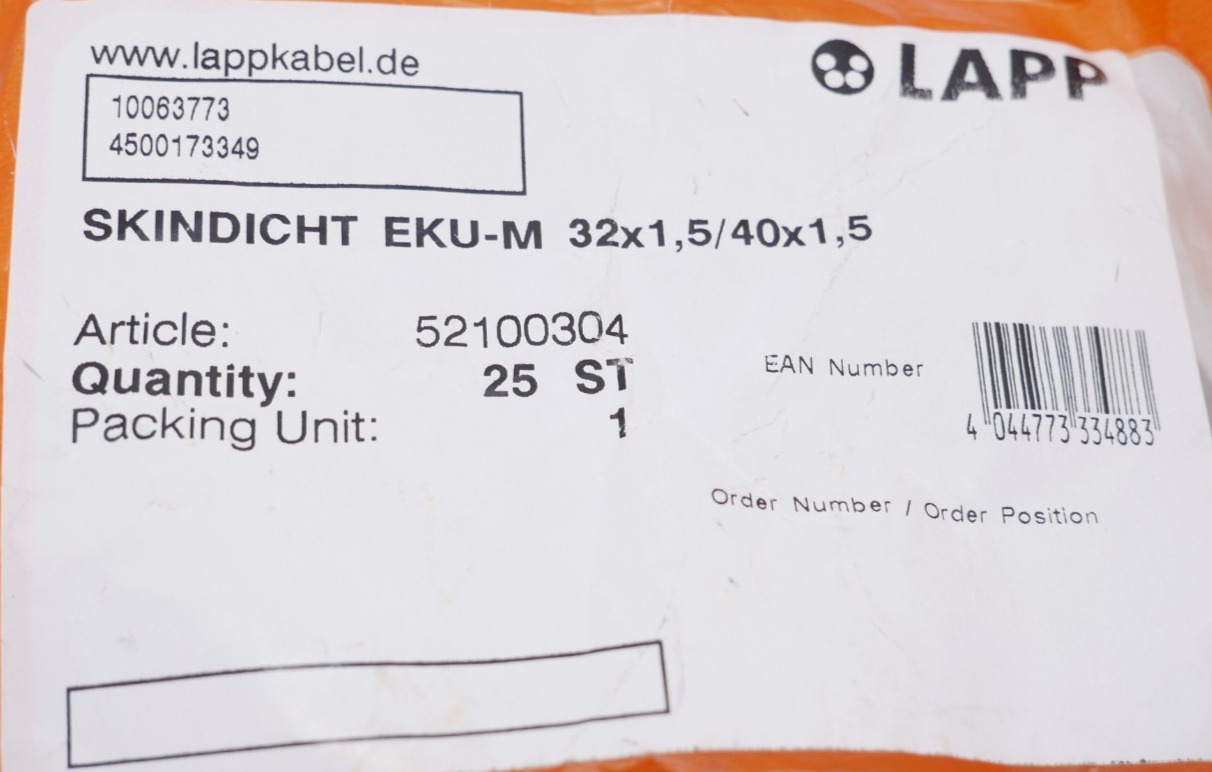 www.lappkabel.de
LAPP
10063773
4500173349
SKINDICHT EKU-M 32x1,5/40x1,5
Article: 52100304
Quantity: 25 ST
Packing Unit: 1
EAN Number
4 044773 334883
Order Number / Order Position